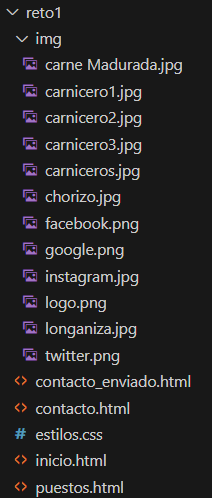 reto1
img
carne Madurada.jpg
carnicero1.jpg
carnicero2.jpg
carnicero3.jpg
carniceros.jpg
chorizo.jpg
facebook.png
google.png
instagram.jpg
logo.png
longaniza.jpg
twitter.png
contacto_enviado.html
contacto.html
estilos.css
inicio.html
puestos.html